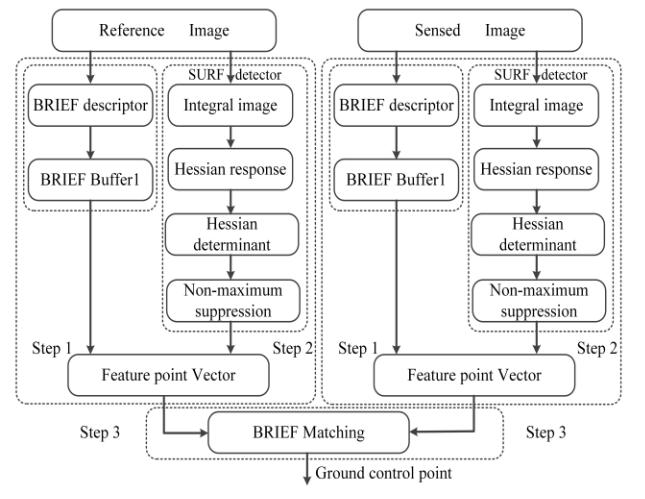 Reference Image
Sensed Image
SURF detector
SURF detector
BRIEF descriptor
Integral image
BRIEF descriptor
Integral image
BRIEF Buffer1
Hessian response
BRIEF Buffer1
Hessian response
Hessian
determinant
Hessian
determinant
Non-maximum
suppression
Non-maximum
suppression
Step 1
Step 2
Step 1
Step 2
Feature point Vector
Feature point Vector
Step 3
BRIEF Matching
Step 3
Ground control point